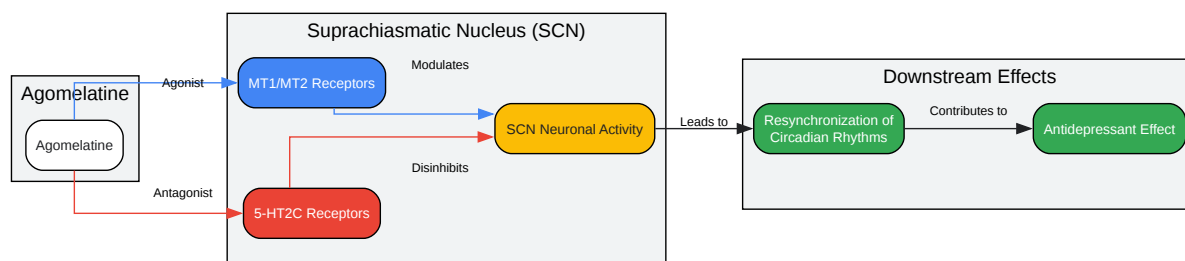 Suprachiasmatic Nucleus (SCN)
Agomelatine
Agomelatine
Agonist
Antagonist
MT1/MT2 Receptors
5-HT2C Receptors
Modulates
Disinhibits
SCN Neuronal Activity
Leads to
Downstream Effects
Resynchronization of
Circadian Rhythms
Contributes to
Antidepressant Effect